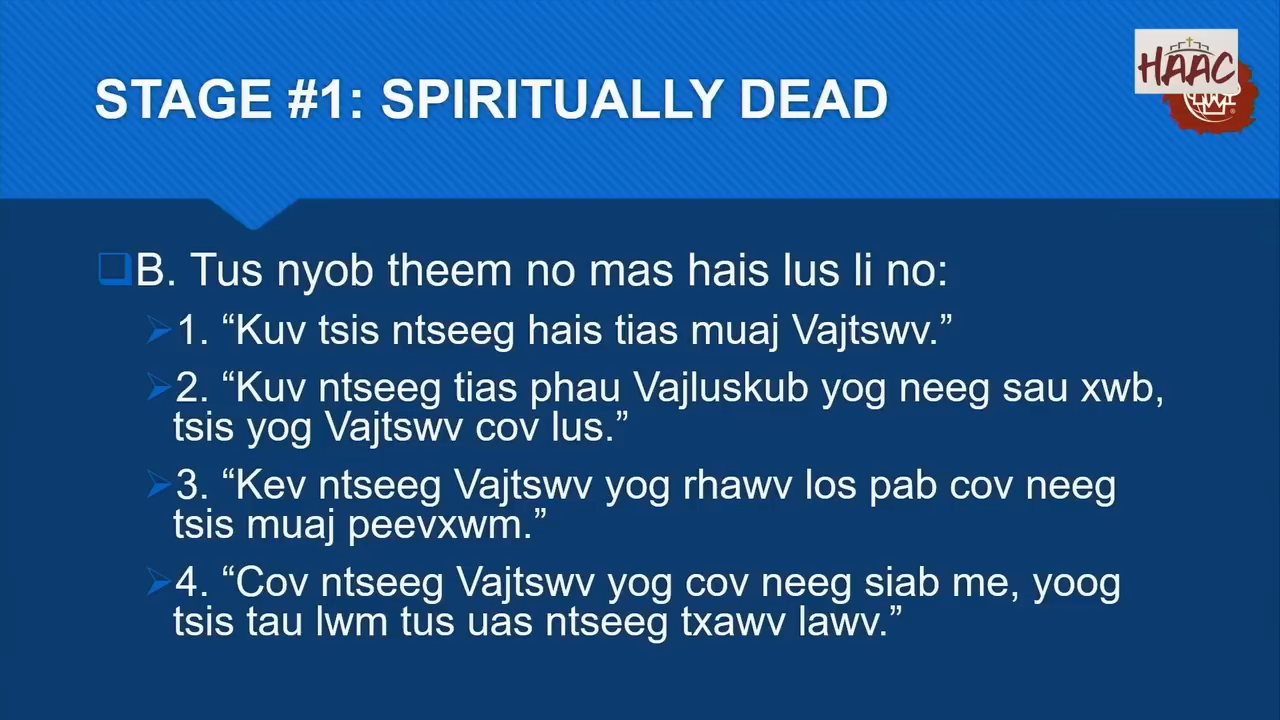 HAAC
STAGE #1: SPIRITUALLY DEAD
B. Tus nyob theem no mas hais lus li no:
1. “Kuv tsis ntseeg hais tias muaj Vajtswv.”
2. “Kuv ntseeg tias phau Vajluskub yog neeg sau xwb,
tsis yog Vajtswv cov lus.”
3. “Kev ntseeg Vajtswv yog rhawv los pab cov neeg
tsis muaj peevxwm.”
4. “Cov ntseeg Vajtswv yog cov neeg siab me, yoog
tsis tau lwm tus uas ntseeg txawv lawv.”